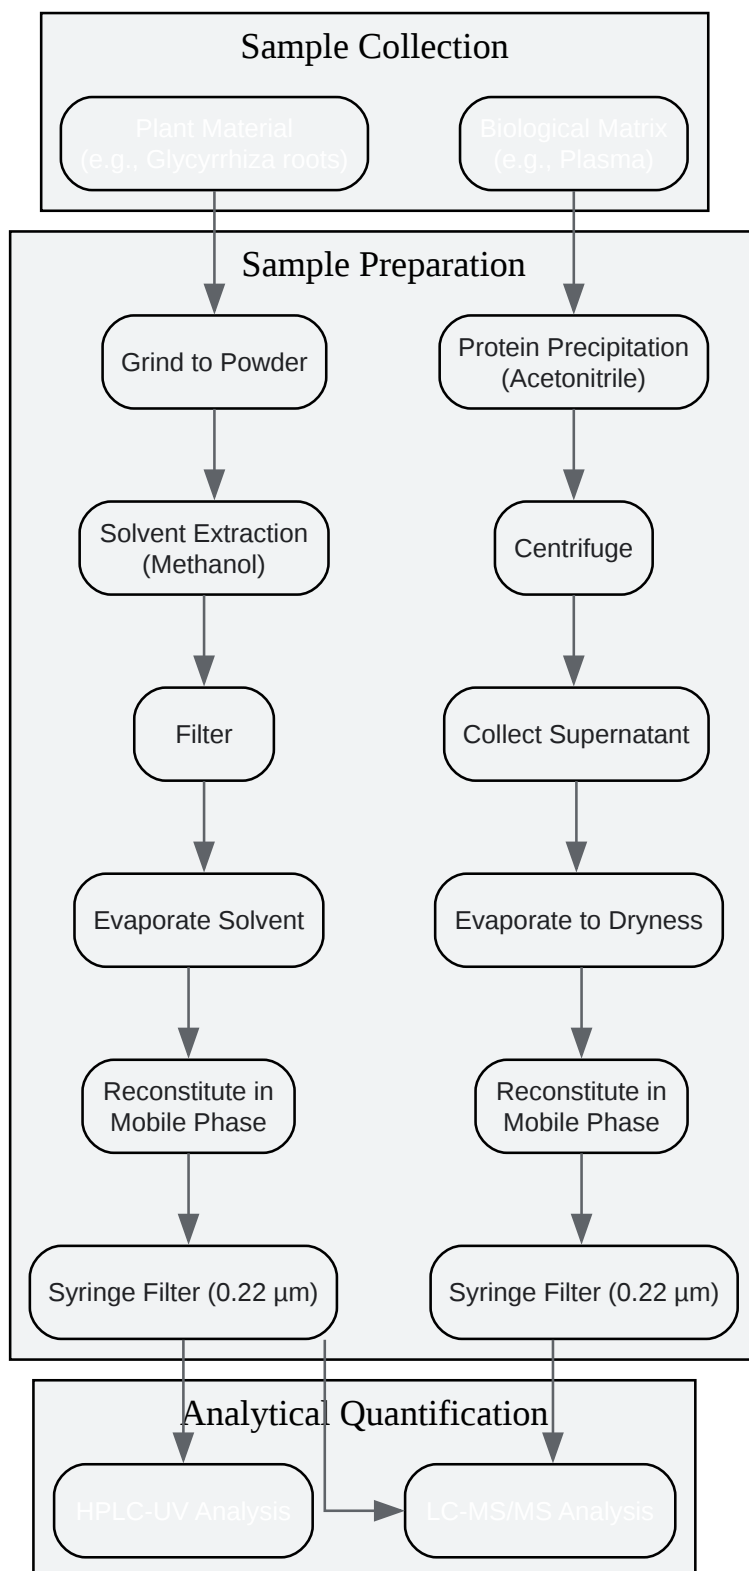 Sample Collection
Plant Material
(e.g., Glycyrrhiza roots)
Biological Matrix
(e.g., Plasma)
Sample Preparation
Grind to Powder
Protein Precipitation
(Acetonitrile)
Solvent Extraction
(Methanol)
Centrifuge
Filter
Collect Supernatant
Evaporate Solvent
Evaporate to Dryness
Reconstitute in
Mobile Phase
Reconstitute in
Mobile Phase
Syringe Filter (0.22 µm)
Syringe Filter (0.22 µm)
Analytical Quantification
HPLC-UV Analysis
LC-MS/MS Analysis